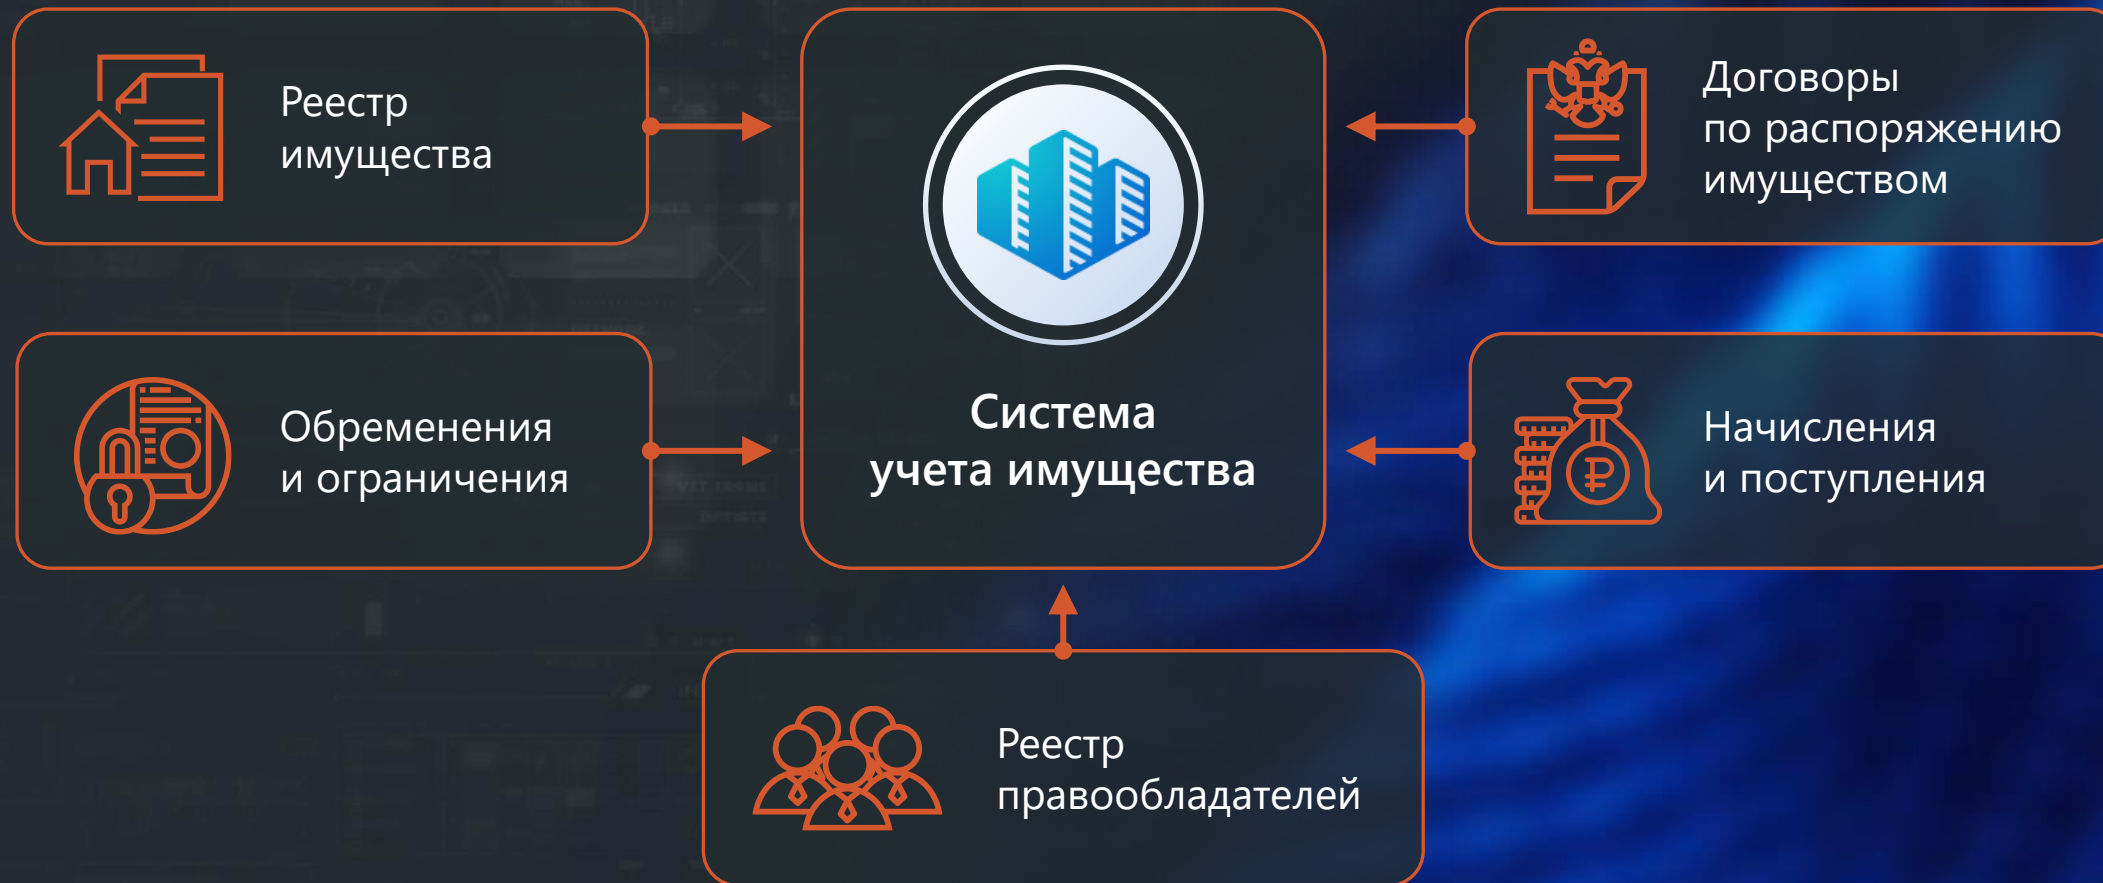 Реестр
имущества
Обременения
и ограничения
Система
учета имущества
Договоры
по распоряжению
имуществом
Начисления
и поступления
Реестр
правообладателей